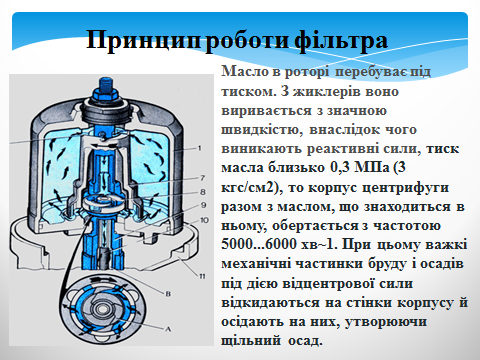 Принцип роботи фільтра
Масло в роторі перебуває під
тиском. З жиклерів воно
виривається з значною
швидкістю, внаслідок чого
виникають реактивні сили, тиск
масла близько 0,3 МПа (3
кгс/см2), то корпус центрифуги
разом з маслом, що знаходиться в
ньому, обертається з частотою
5000...6000 хв~1. При цьому важкі
механічні частинки бруду і осадів
під дією відцентрової сили
відкидаються на стінки корпусу й
осідають на них, утворюючи
щільний осад.
1
7
8
9
10
11
В
А